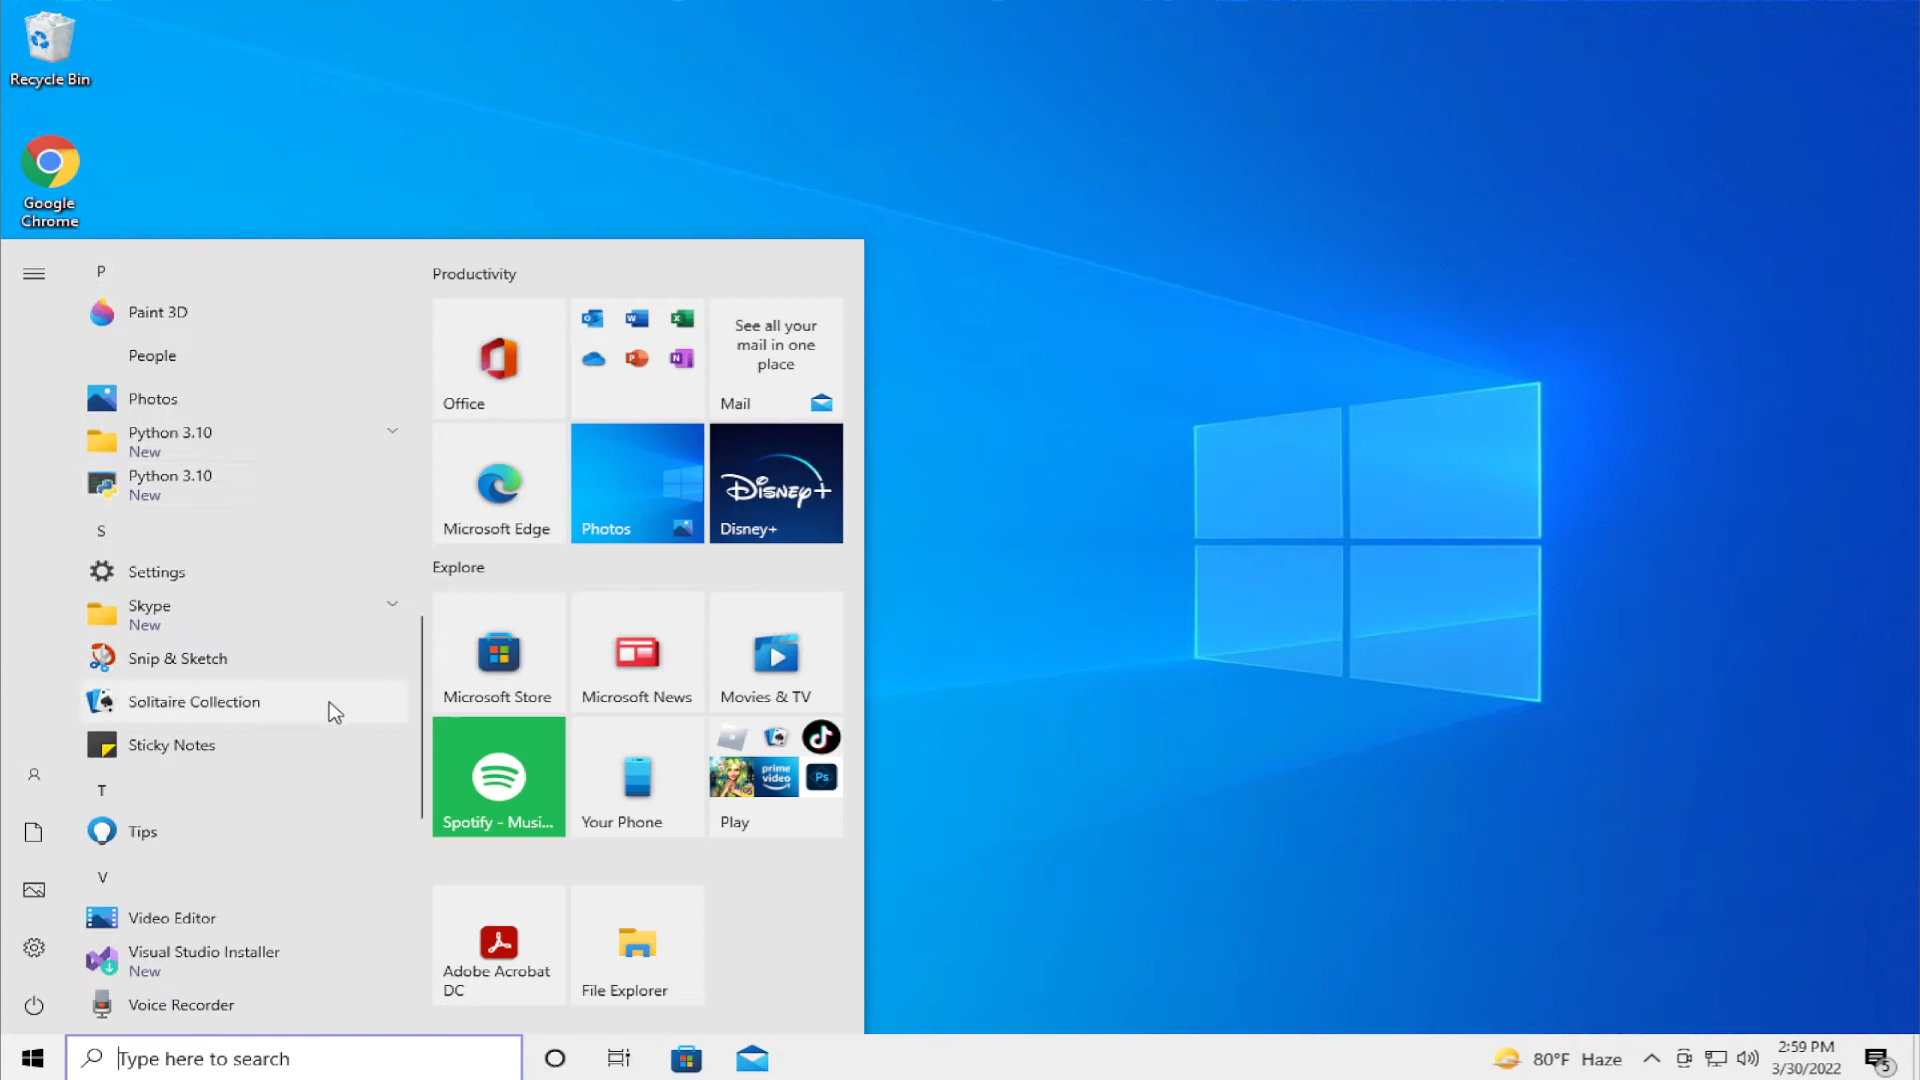 Recycle Bin
Google
Chrome
P
Paint 3D
People
Photos
Python 3.10
New
Python 3.10
New
S
Settings
Skype
New
Snip & Sketch
Solitaire Collection
Sticky Notes
T
Tips
V
Video Editor
Visual Studio Installer
New
Voice Recorder
Productivity
Office
See all your
mail in one
place
Mail
Microsoft Edge
Photos
Disney+
Disney+
Explore
Microsoft Store
Microsoft News
Movies & TV
Spotify - Musi...
Your Phone
prime
video
Ps
Play
Adobe Acrobat
DC
File Explorer
Type here to search
80°F Haze
2:59 PM
3/30/2022
5